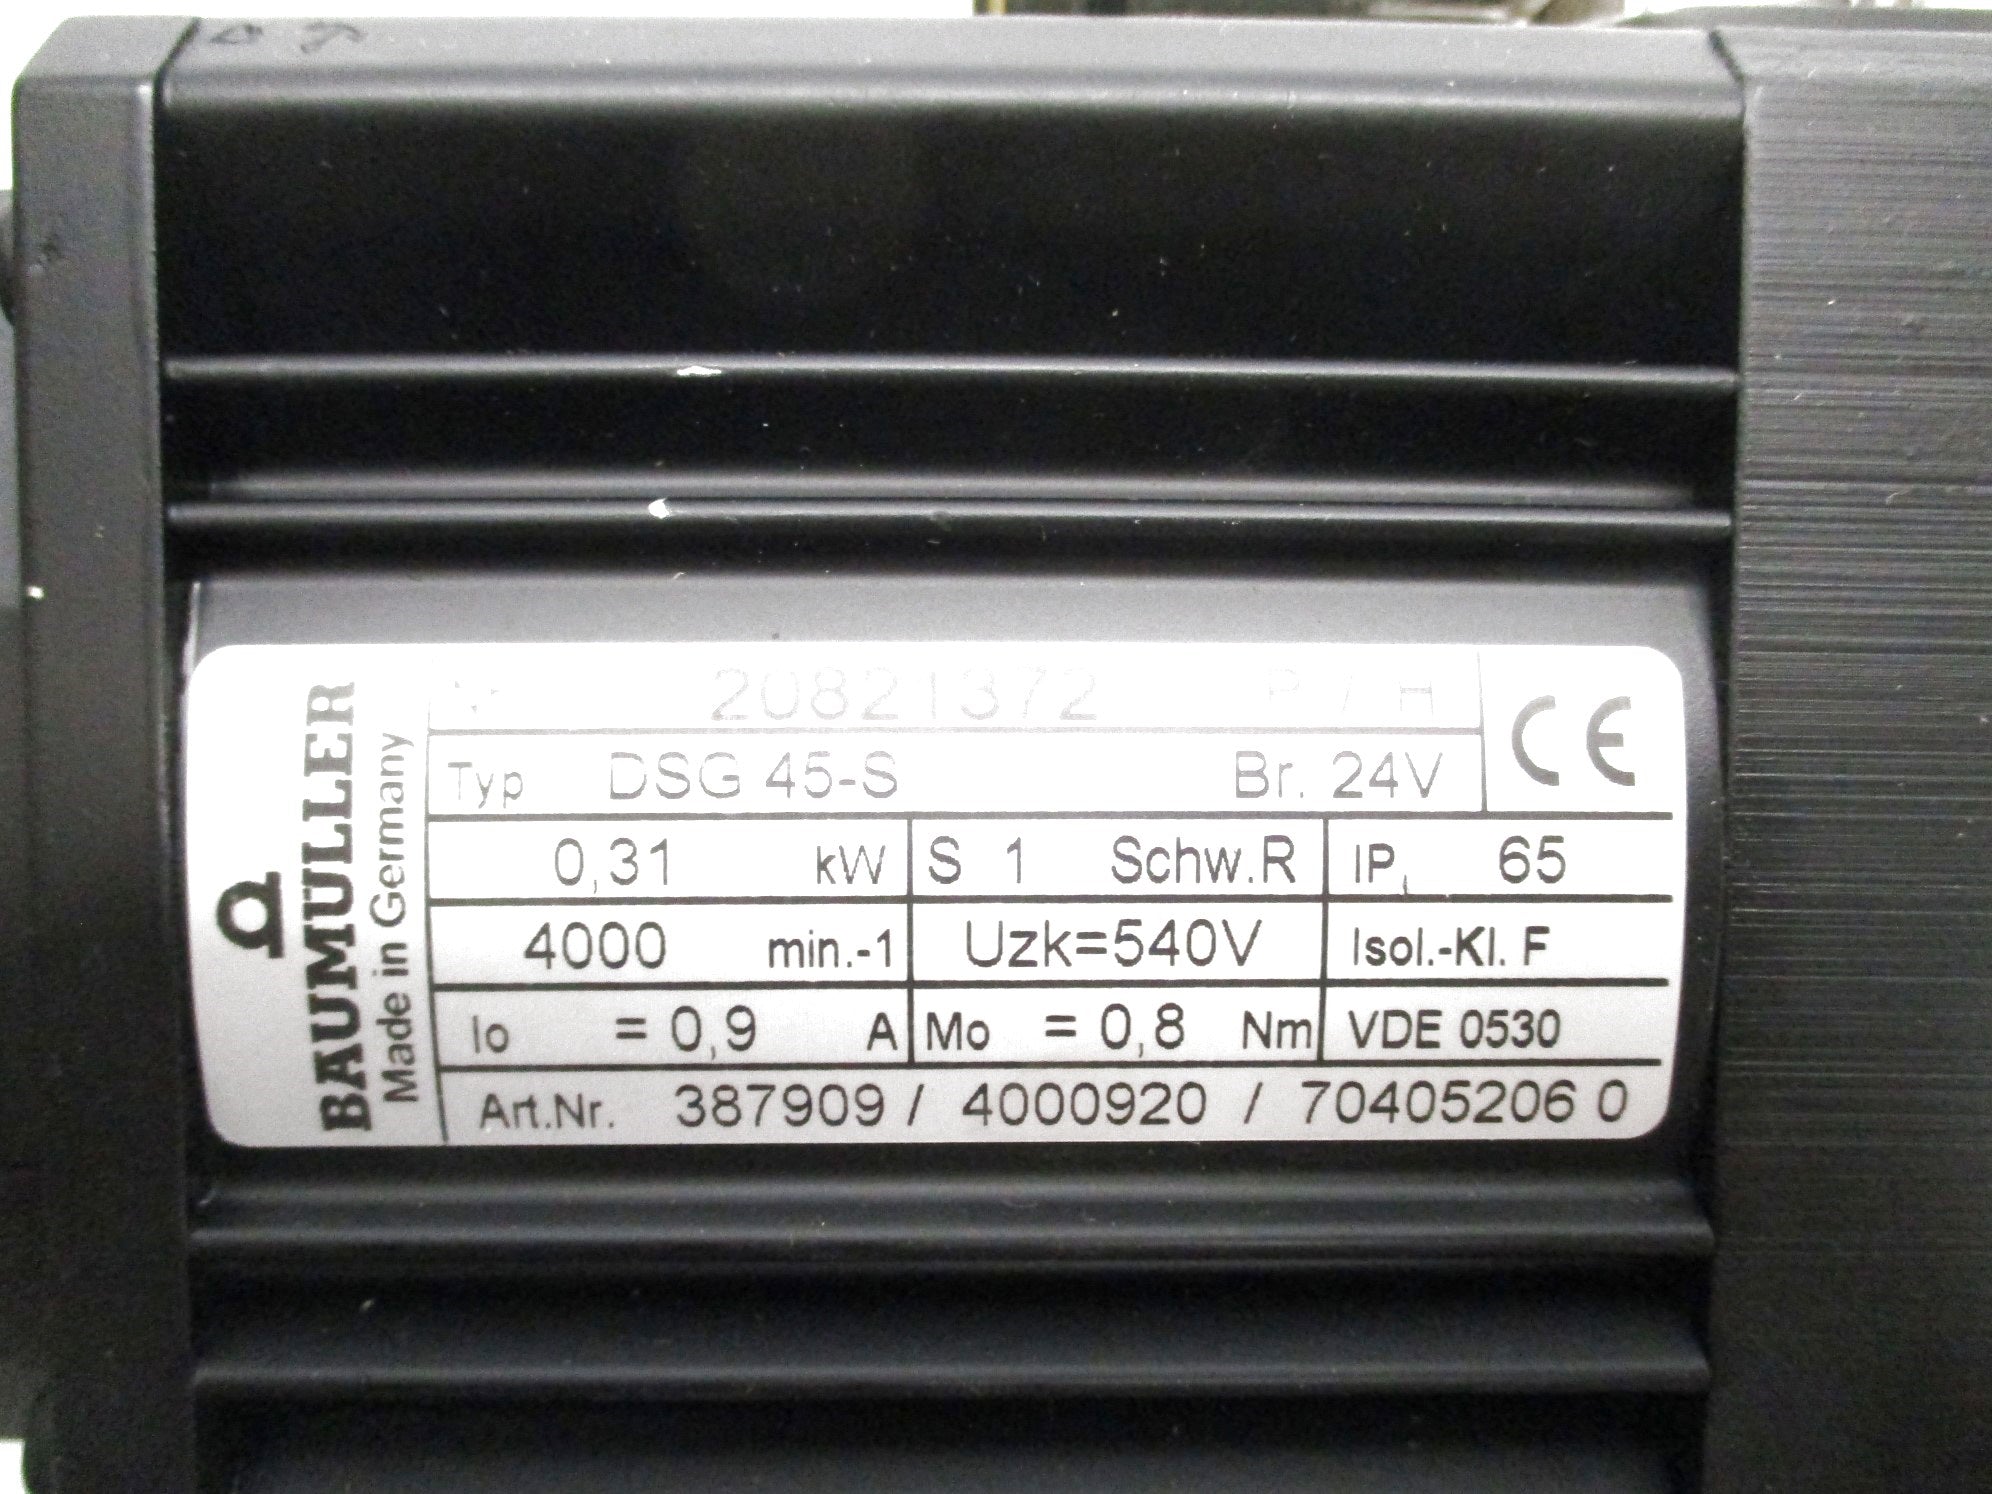 BAUMÜLLER
Made in Germany
Nr 20821372 P / H
Typ DSG 45-S Br. 24V
CE
0,31 kW S 1 Schw.R IP 65
4000 min.-1 Uzk=540V Isol.-Kl. F
Io = 0,9 A Mo = 0,8 Nm VDE 0530
Art.Nr. 387909 / 4000920 / 70405206 0